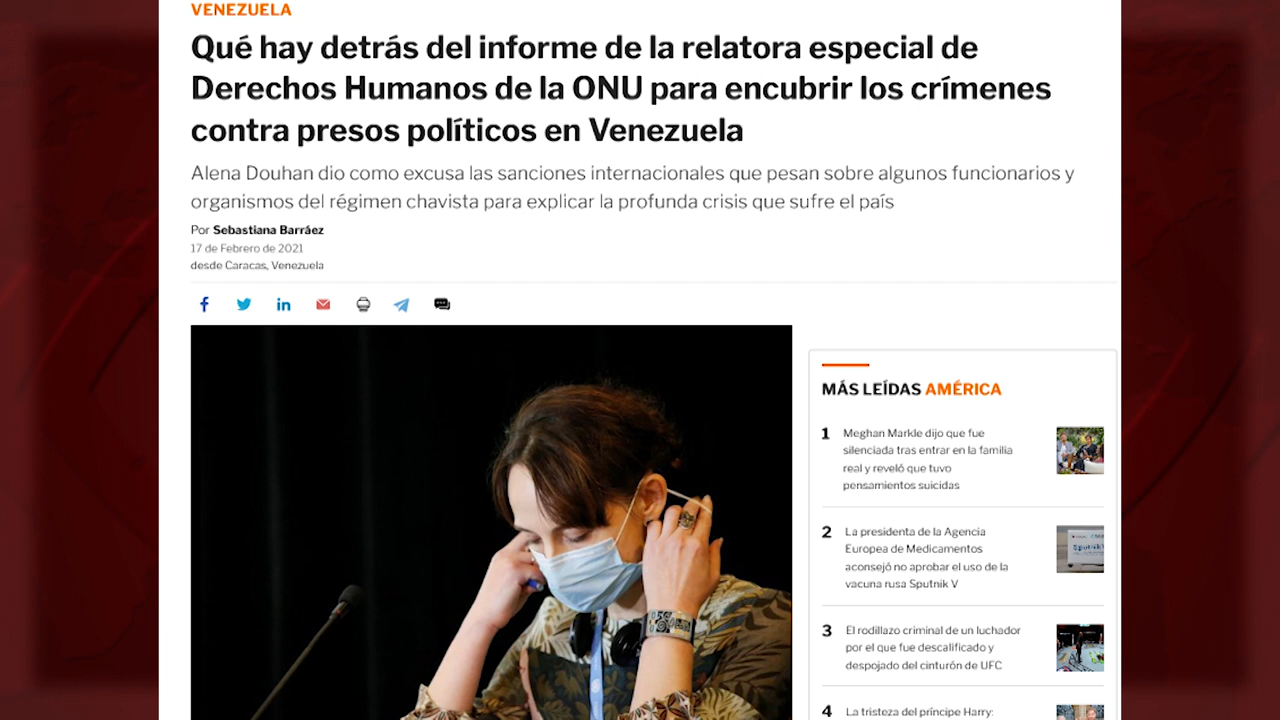 VENEZUELA
Qué hay detrás del informe de la relatora especial de
Derechos Humanos de la ONU para encubrir los crímenes
contra presos políticos en Venezuela
Alena Douhan dio como excusa las sanciones internacionales que pesan sobre algunos funcionarios y
organismos del régimen chavista para explicar la profunda crisis que sufre el país
Por Sebastiana Barráez
17 de Febrero de 2021
desde Caracas, Venezuela
MÁS LEÍDAS AMÉRICA
1 Meghan Markle dijo que fue
silenciada tras entrar en la familia
real y reveló que tuvo
pensamientos suicidas
2 La presidenta de la Agencia
Europea de Medicamentos
aconsejó no aprobar el uso de la
vacuna rusa Sputnik V
3 El rodillazo criminal de un luchador
por el que fue descalificado y
despojado del cinturón de UFC
4 La tristeza del príncipe Harry: